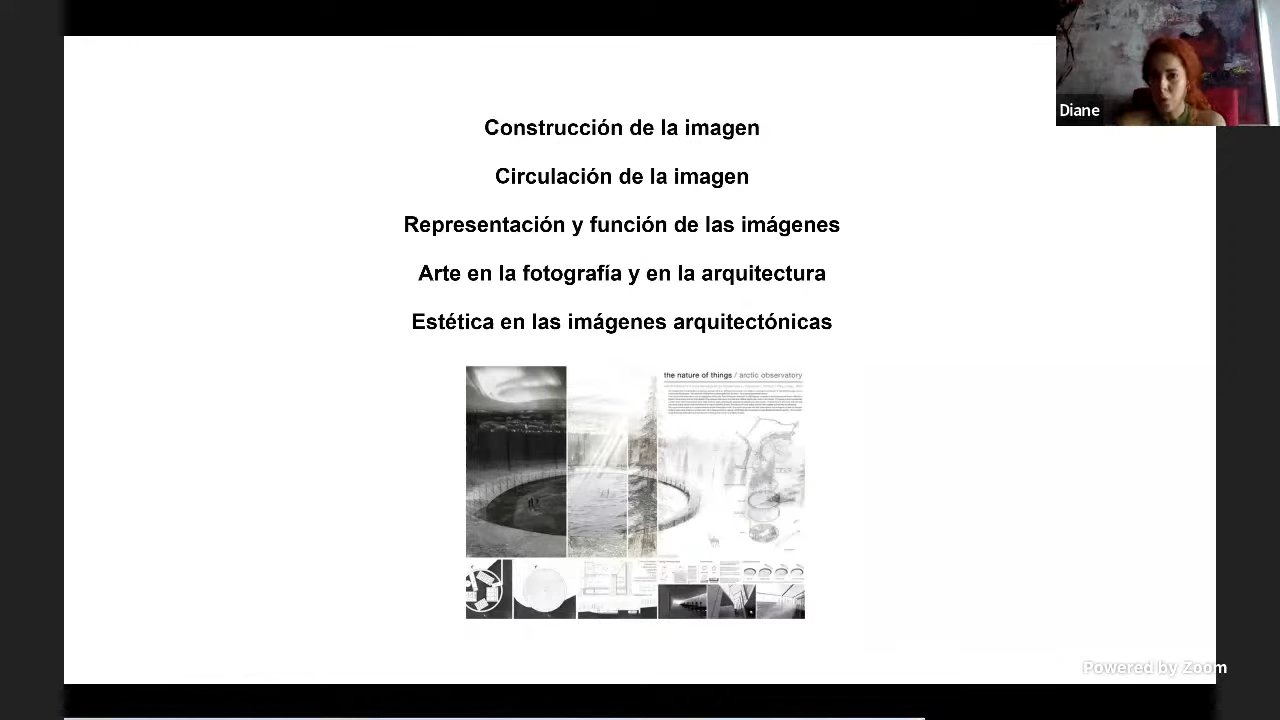 Diane
Construcción de la imagen
Circulación de la imagen
Representación y función de las imágenes
Arte en la fotografía y en la arquitectura
Estética en las imágenes arquitectónicas
the nature of things / arctic observatory
Powered by Zoom